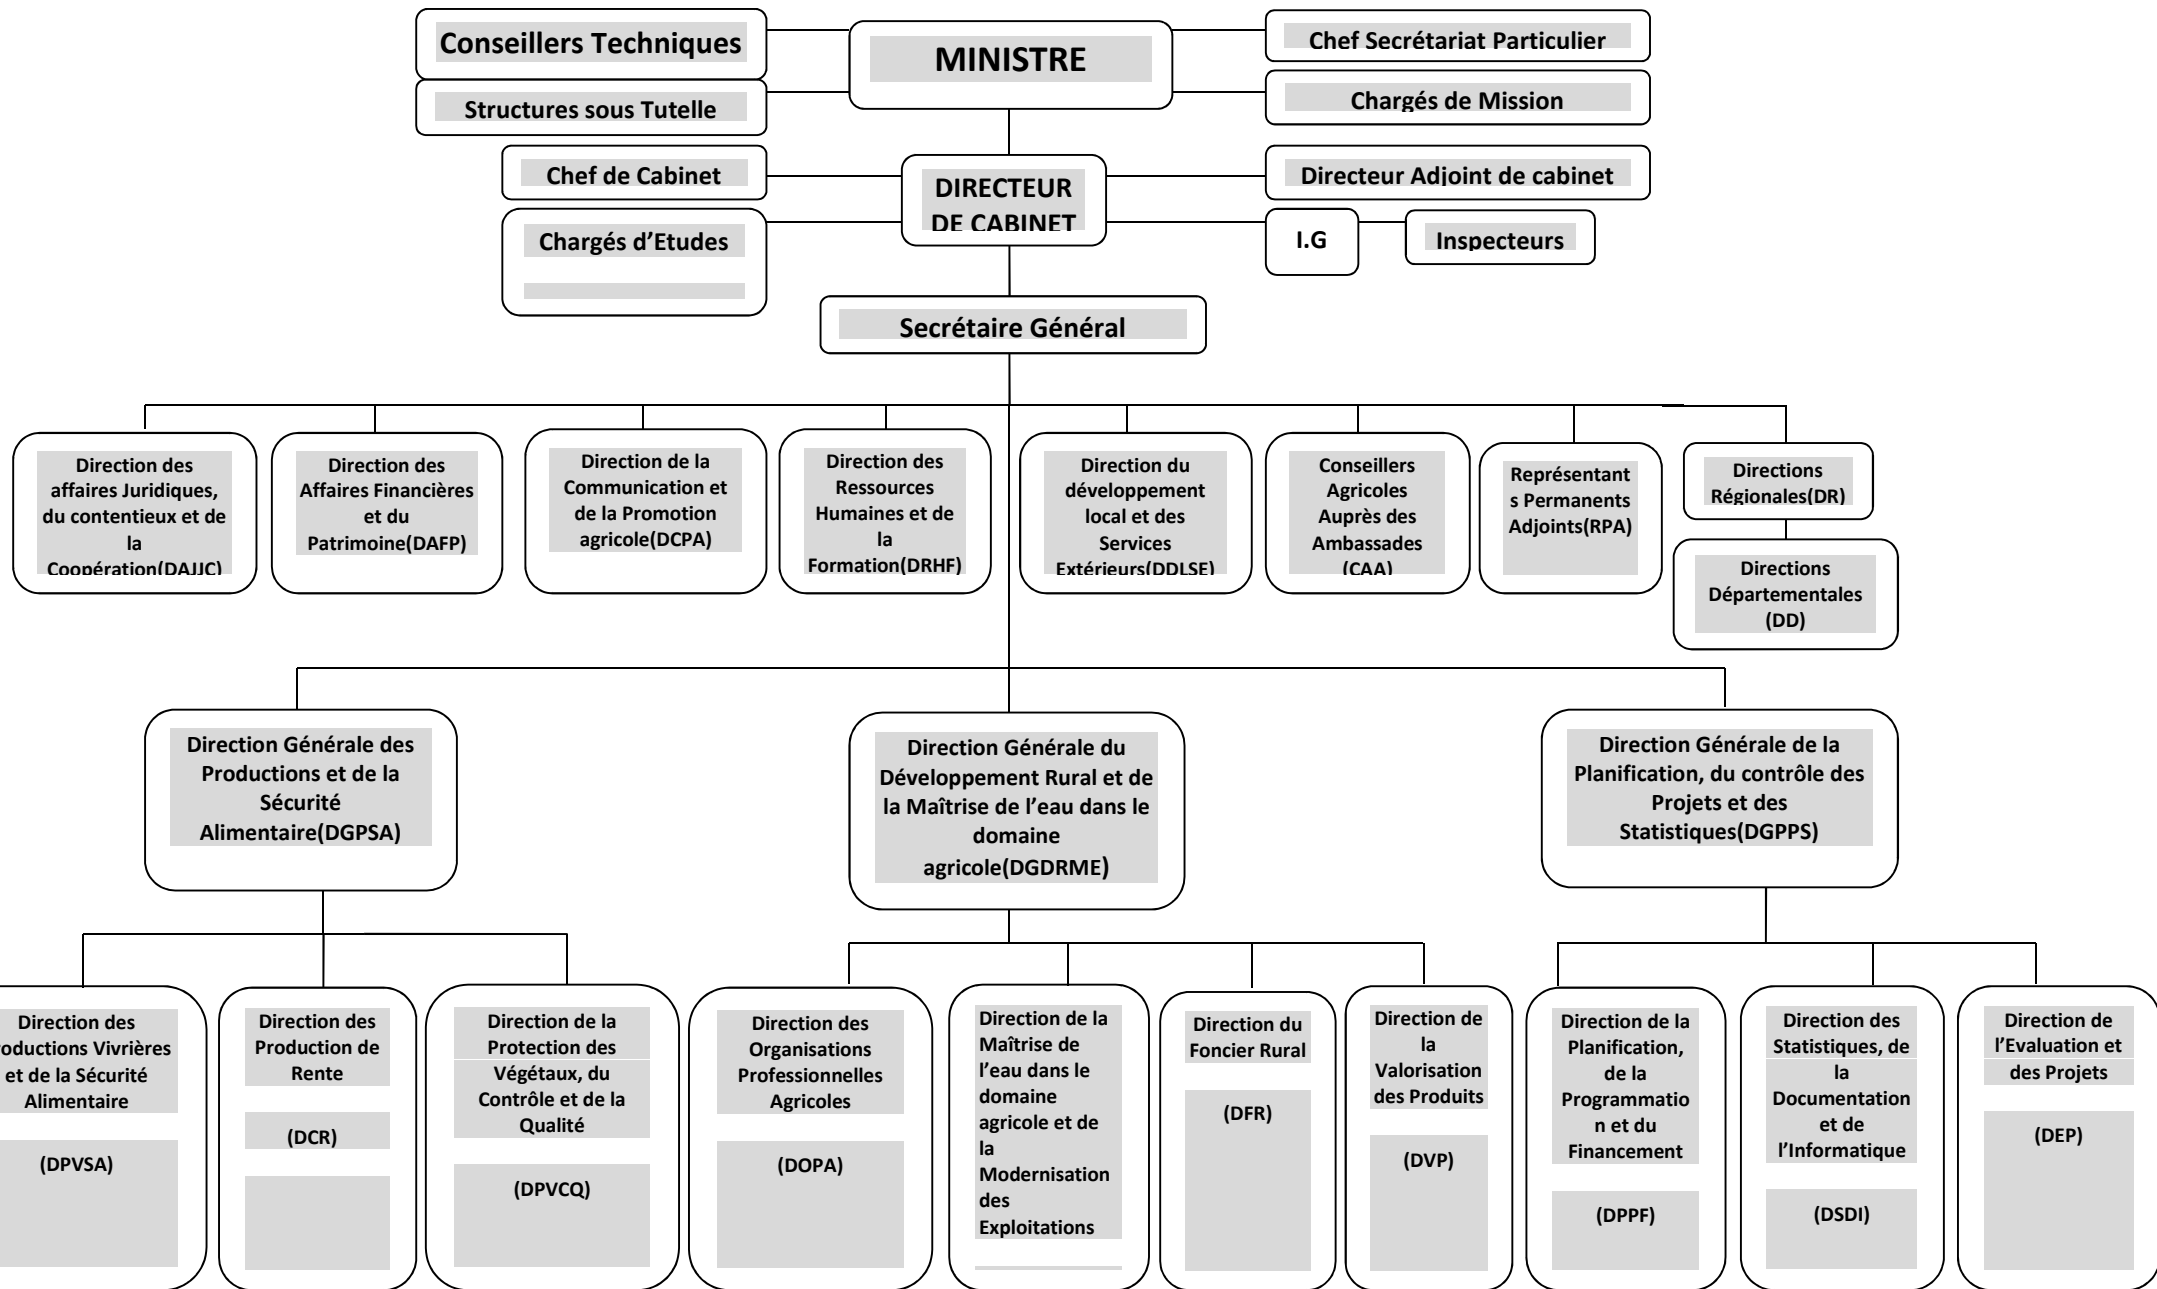 Conseillers Techniques
MINISTRE
Chef Secrétariat Particulier
Structures sous Tutelle
Chargés de Mission
Chef de Cabinet
DIRECTEUR
DE CABINET
Directeur Adjoint de cabinet
Chargés d'Etudes
I.G
Inspecteurs
Secrétaire Général
Direction des
affaires Juridiques,
du contentieux et de
la
Coopération(DAJJC)
Direction des
Affaires Financières
et du
Patrimoine(DAFP)
Direction de la
Communication et
de la Promotion
agricole(DCPA)
Direction des
Ressources
Humaines et de
la
Formation(DRHF)
Direction du
développement
local et des
Services
Extérieurs(DDLSE)
Conseillers
Agricoles
Auprès des
Ambassades
(CAA)
Représentant
s Permanents
Adjoints(RPA)
Directions
Régionales(DR)
Directions
Départementales
(DD)
Direction Générale des
Productions et de la
Sécurité
Alimentaire(DGPSA)
Direction Générale du
Développement Rural et de
la Maîtrise de l'eau dans le
domaine
agricole(DGDRME)
Direction Générale de la
Planification, du contrôle des
Projets et des
Statistiques(DGPPS)
Direction des
oductions Vivrières
et de la Sécurité
Alimentaire
(DPVSA)
Direction des
Production de
Rente
(DCR)
Direction de la
Protection des
Végétaux, du
Contrôle et de la
Qualité
(DPVCQ)
Direction des
Organisations
Professionnelles
Agricoles
(DOPA)
Direction de la
Maîtrise de
l'eau dans le
domaine
agricole et de
la
Modernisation
des
Exploitations
Direction du
Foncier Rural
(DFR)
Direction de
la
Valorisation
des Produits
(DVP)
Direction de la
Planification,
de la
Programmatio
n et du
Financement
(DPPF)
Direction des
Statistiques, de
la
Documentation
et de
l'Informatique
(DSDI)
Direction de
l'Evaluation et
des Projets
(DEP)